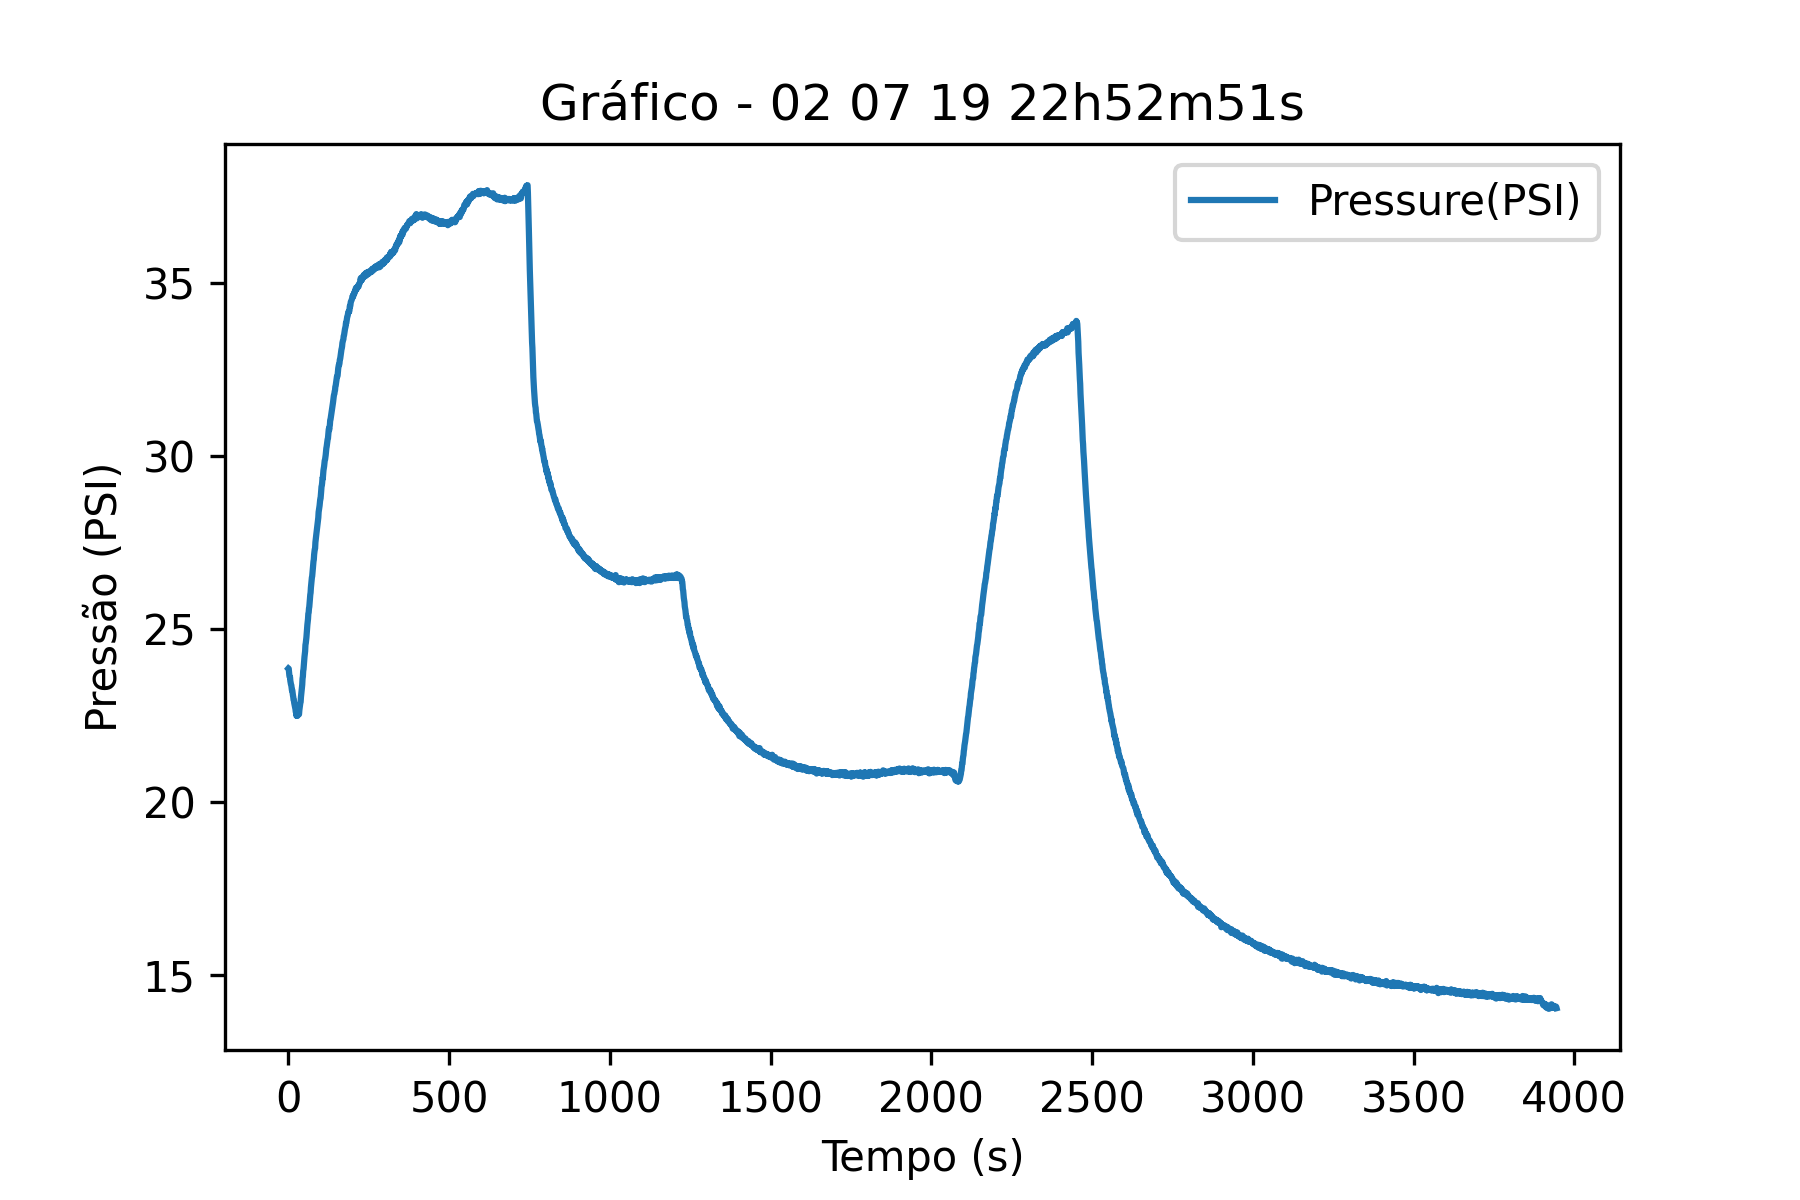 Gráfico - 02 07 19 22h52m51s
Pressure(PSI)
Pressão (PSI)
35
30
25
20
15
0 500 1000 1500 2000 2500 3000 3500 4000
Tempo (s)